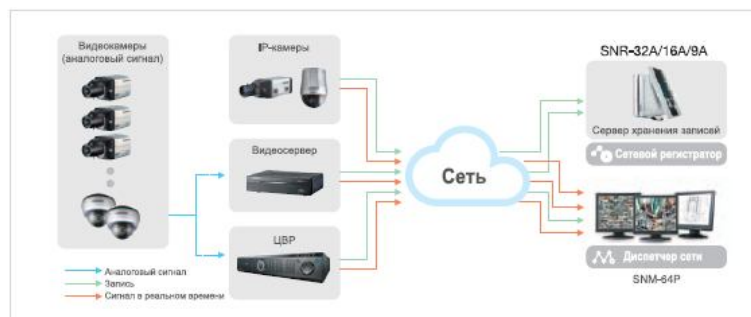 Видеокамеры
(аналоговый сигнал)
IP-камеры
Видеосервер
ЦВР
Сеть
SNR-32A/16A/9A
Сервер хранения записей
Сетевой регистратор
Диспетчер сети
SNM-64P
Аналоговый сигнал
Запись
Сигнал в реальном времени